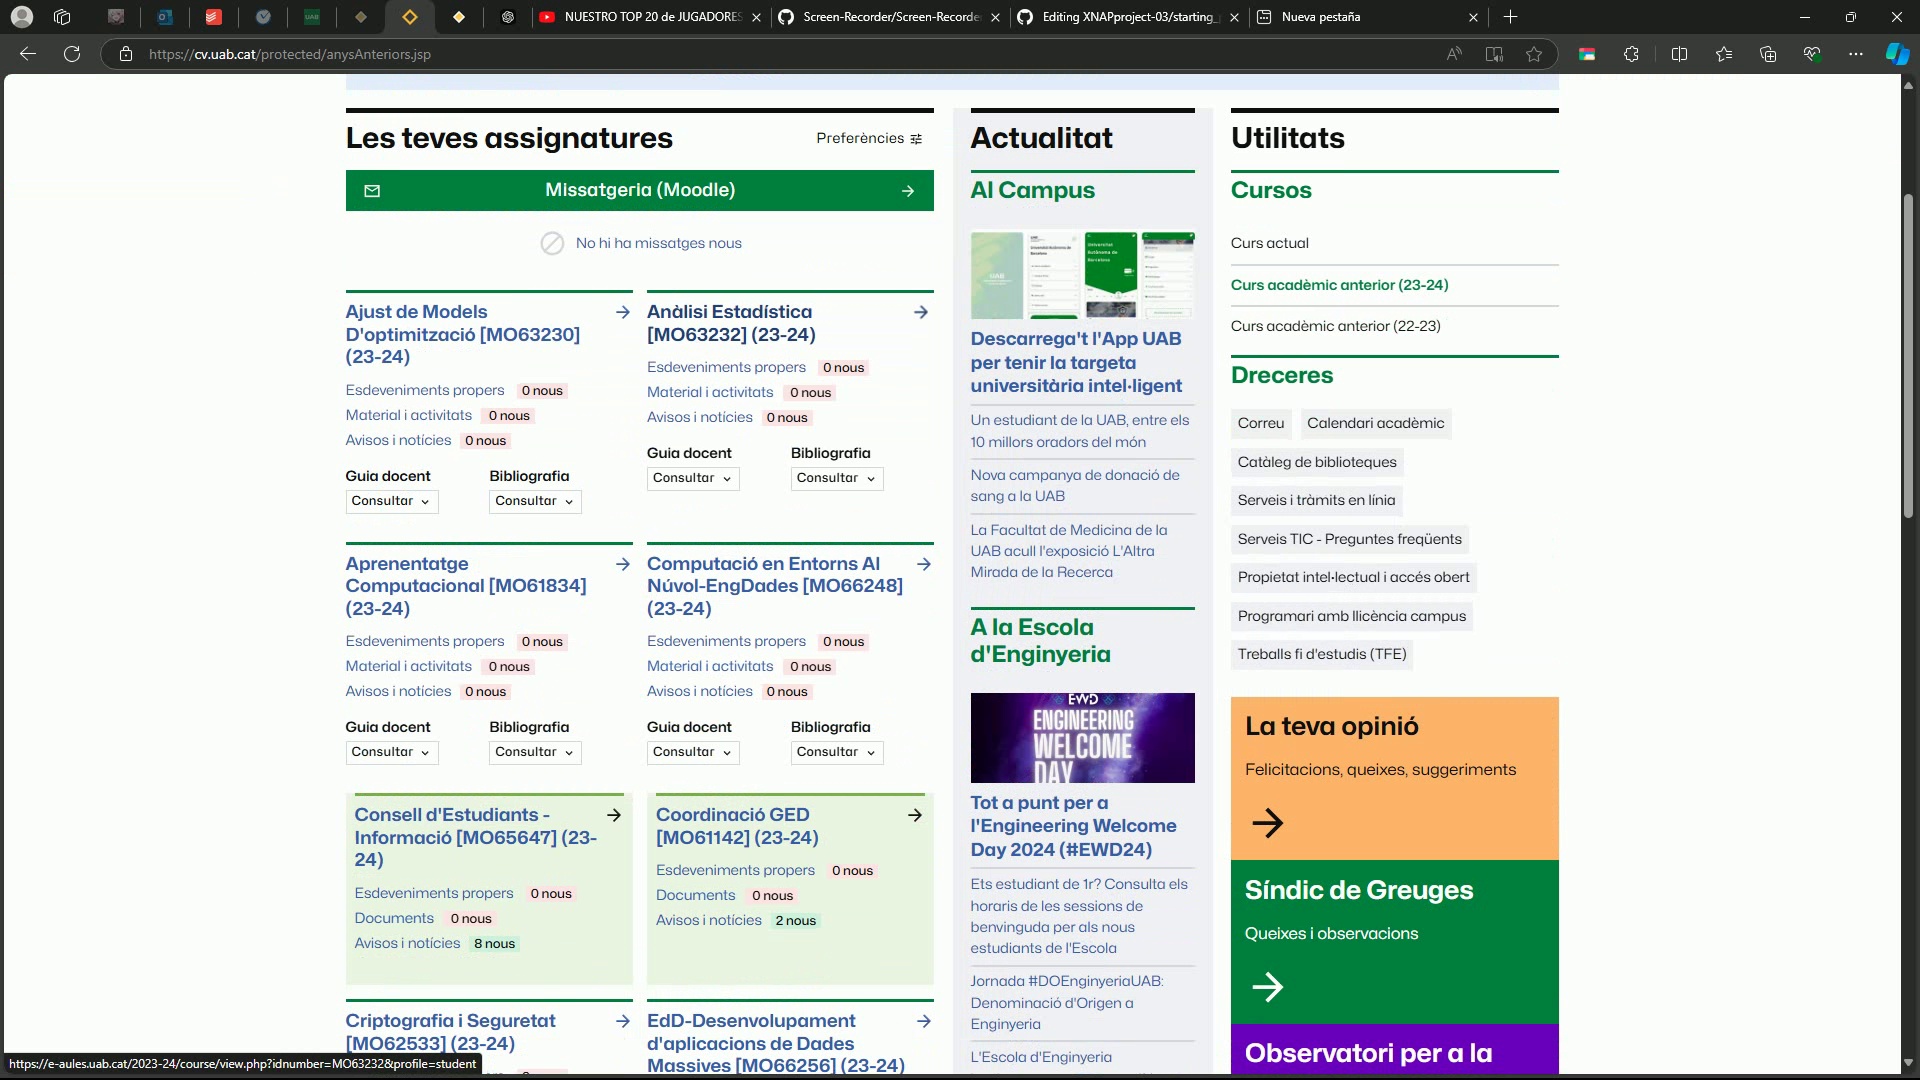 NUESTRO TOP 20 de JUGADORES
Screen-Recorder/Screen-Recorde
Editing XNAPproject-03/starting_
Nueva pestaña
https://cv.uab.cat/protected/anysAnteriors.jsp
Les teves assignatures
Preferències
Missatgeria (Moodle)
No hi ha missatges nous
Ajust de Models
D'optimització [MO63230]
(23-24)
Esdeveniments propers 0 nous
Material i activitats 0 nous
Avisos i notícies 0 nous
Guia docent Bibliografia
Consultar Consultar
Anàlisi Estadística
[MO63232] (23-24)
Esdeveniments propers 0 nous
Material i activitats 0 nous
Avisos i notícies 0 nous
Guia docent Bibliografia
Consultar Consultar
Aprenentatge
Computacional [MO61834]
(23-24)
Esdeveniments propers 0 nous
Material i activitats 0 nous
Avisos i notícies 0 nous
Guia docent Bibliografia
Consultar Consultar
Computació en Entorns Al
Núvol-EngDades [MO66248]
(23-24)
Esdeveniments propers 0 nous
Material i activitats 0 nous
Avisos i notícies 0 nous
Guia docent Bibliografia
Consultar Consultar
Consell d'Estudiants -
Informació [MO65647] (23-
24)
Esdeveniments propers 0 nous
Documents 0 nous
Avisos i notícies 8 nous
Coordinació GED
[MO61142] (23-24)
Esdeveniments propers 0 nous
Documents 0 nous
Avisos i notícies 2 nous
Criptografia i Seguretat
[MO62533] (23-24)
EdD-Desenvolupament
d'aplicacions de Dades
Massives [MO66256] (23-24)
https://e-aules.uab.cat/2023-24/course/view.php?idnumber=MO63232&profile=student
Actualitat
Al Campus
Descarrega't l'App UAB
per tenir la targeta
universitària intel·ligent
Un estudiant de la UAB, entre els
10 millors oradors del món
Nova campanya de donació de
sang a la UAB
La Facultat de Medicina de la
UAB acull l'exposició L'Altra
Mirada de la Recerca
A la Escola
d'Enginyeria
EWD
ENGINEERING
WELCOME
DAY
Tot a punt per a
l'Engineering Welcome
Day 2024 (#EWD24)
Ets estudiant de 1r? Consulta els
horaris de les sessions de
benvinguda per als nous
estudiants de l'Escola
Jornada #DOEnginyeriaUAB:
Denominació d'Origen a
Enginyeria
L'Escola d'Enginyeria
Utilitats
Cursos
Curs actual
Curs acadèmic anterior (23-24)
Curs acadèmic anterior (22-23)
Dreceres
Correu Calendari acadèmic
Catàleg de biblioteques
Serveis i tràmits en línia
Serveis TIC - Preguntes freqüents
Propietat intel·lectual i accés obert
Programari amb llicència campus
Treballs fi d'estudis (TFE)
La teva opinió
Felicitacions, queixes, suggeriments
Síndic de Greuges
Queixes i observacions
Observatori per a la